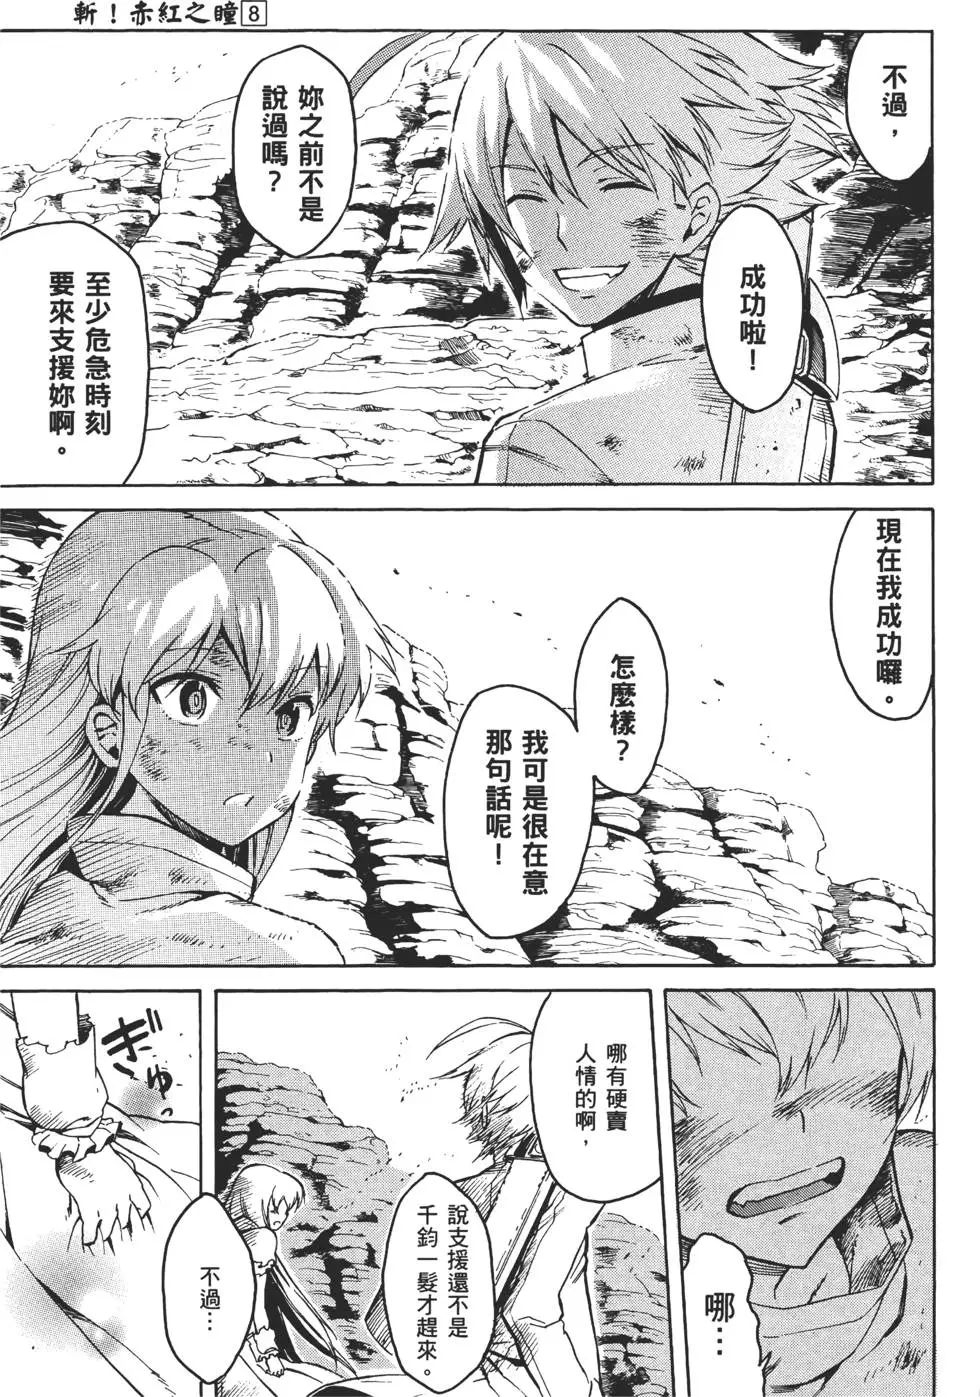 斬！赤紅之瞳8
不過，
成功啦！
妳之前不是
說過嗎？
至少危急時刻
要來支援妳啊。
現在我成功囉。
怎麼樣？
我可是很在意
那句話呢！
哪…
哪有硬賣
人情的啊，
說支援還不是
千鈞一髮才趕來。
不過…
ギゅ